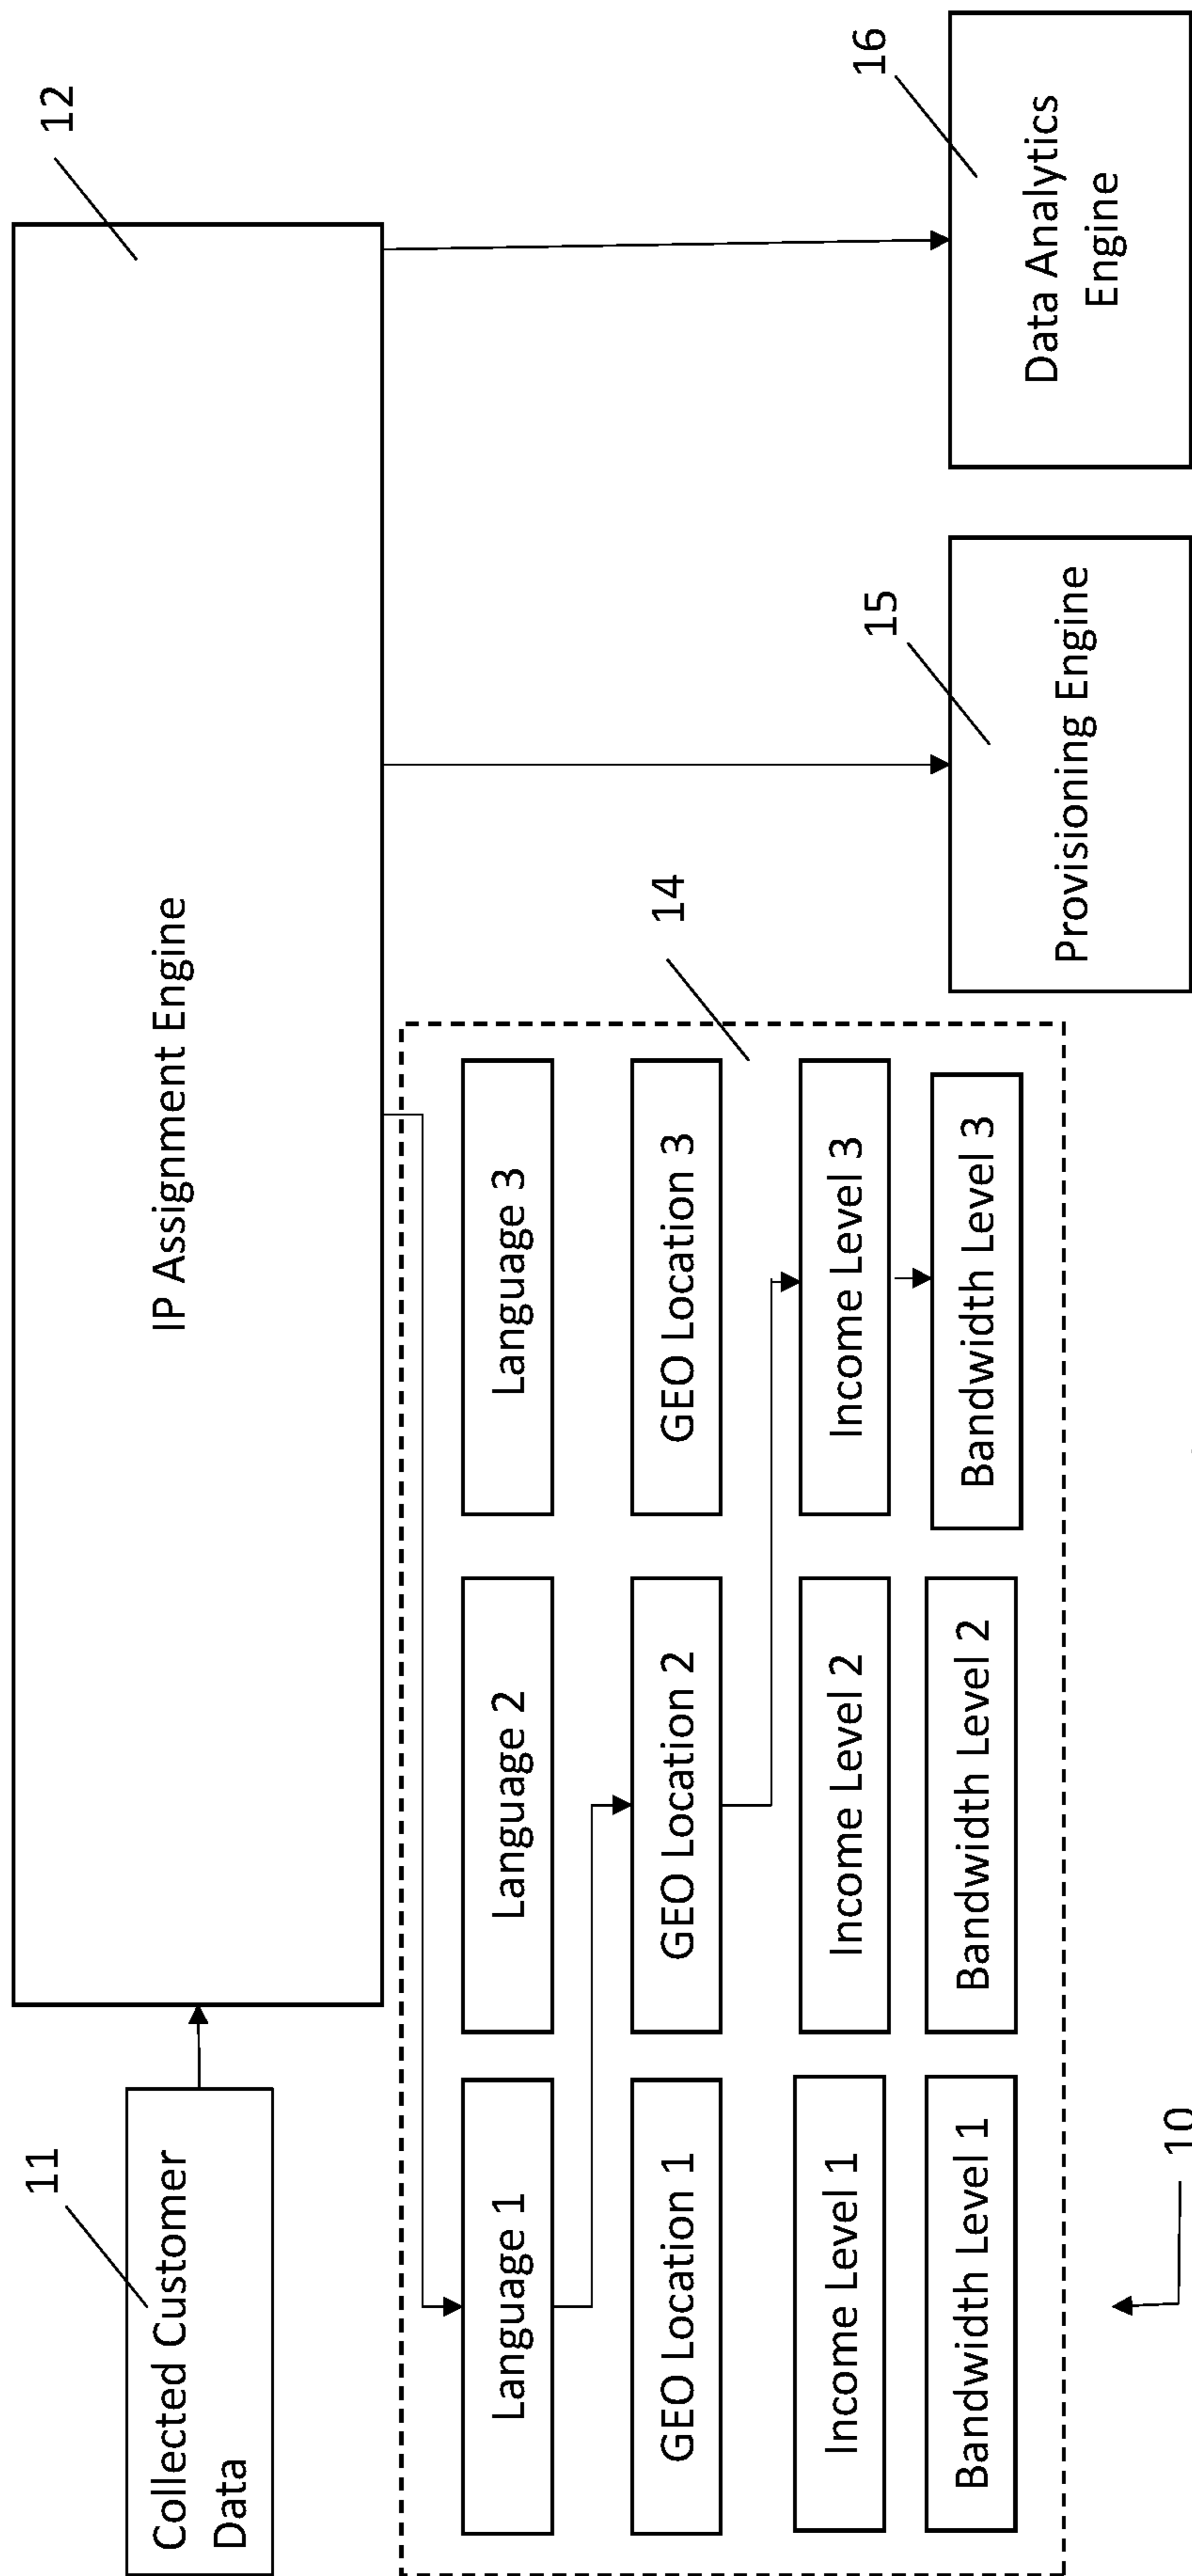 11
Collected Customer
Data
IP Assignment Engine
12
Language 1
Language 2
Language 3
GEO Location 1
GEO Location 2
GEO Location 3
14
Income Level 1
Income Level 2
Income Level 3
Bandwidth Level 1
Bandwidth Level 2
Bandwidth Level 3
15
Provisioning Engine
16
Data Analytics
Engine
10